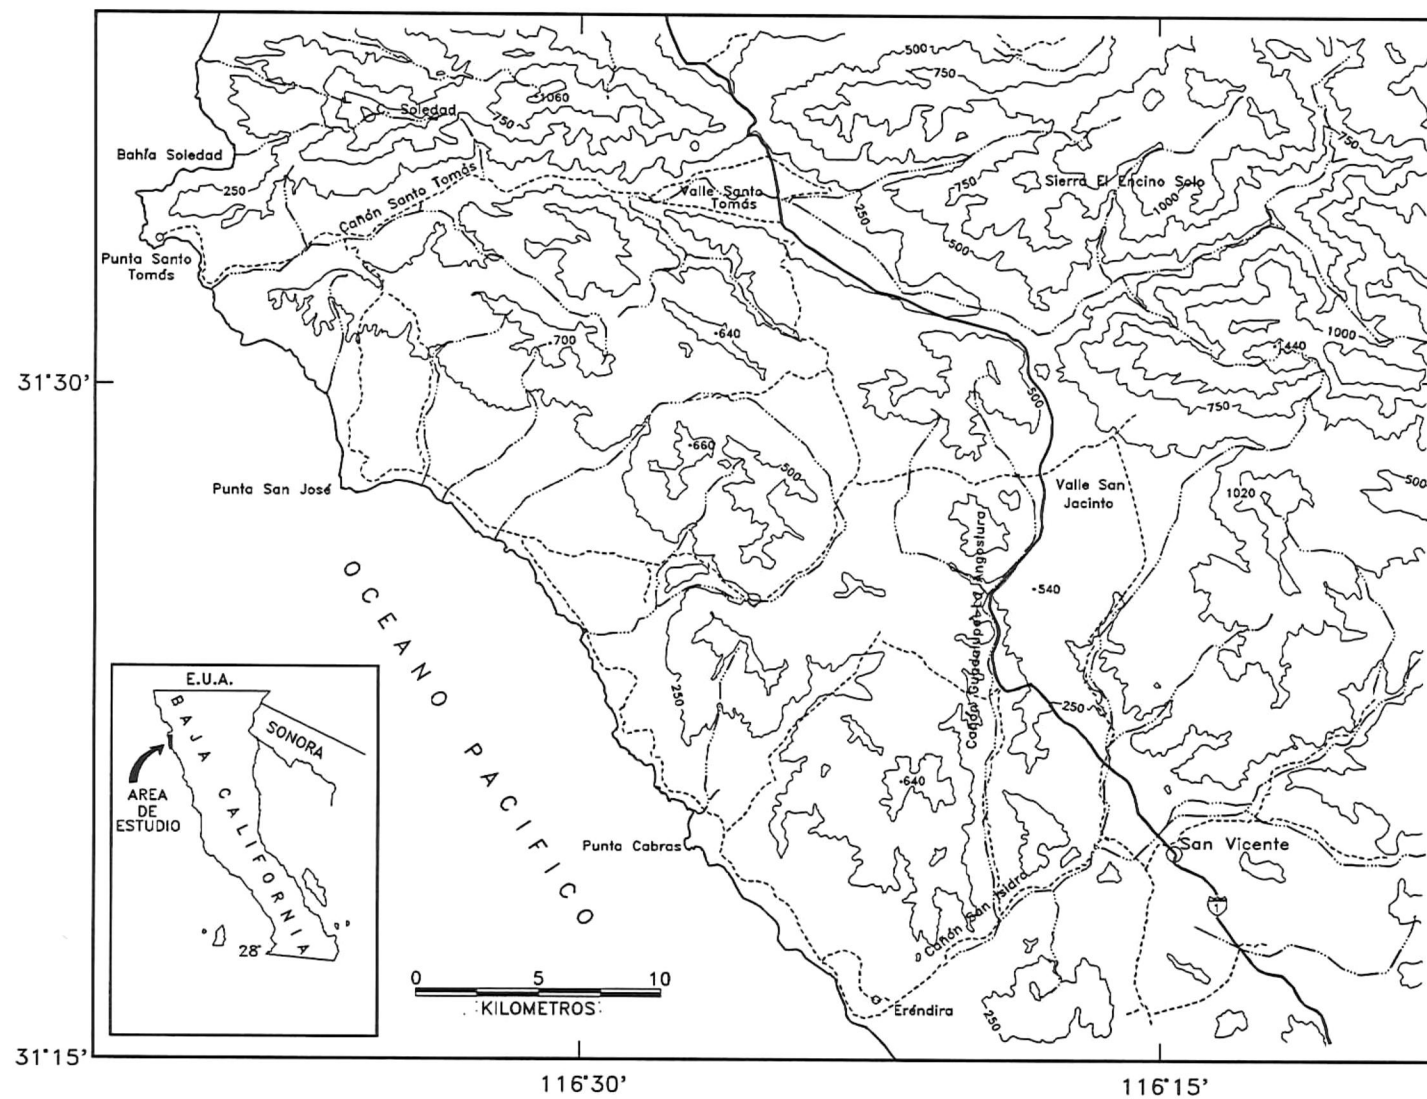 500
750
1060
C. Soledad
750
750
Bahía Soledad
250
Cañón Santo Tomás
Valle Santo
Tomás
750
Sierra El Encino Solo
1000
250
500
Punta Santo
Tomás
700
640
1000
1440
31°30'
500
750
660
500
500
Punta San José
Valle San
Jacinto
1020
Cañón Guadalupe-La Angostura
540
OCEANO PACIFICO
250
250
E.U.A.
BAJA CALIFORNIA
SONORA
AREA
DE
ESTUDIO
28°
640
Punta Cabras
San Vicente
1
Cañón San Isidro
0 5 10
KILOMETROS
Eréndira
250
31°15'
116°30'
116°15'